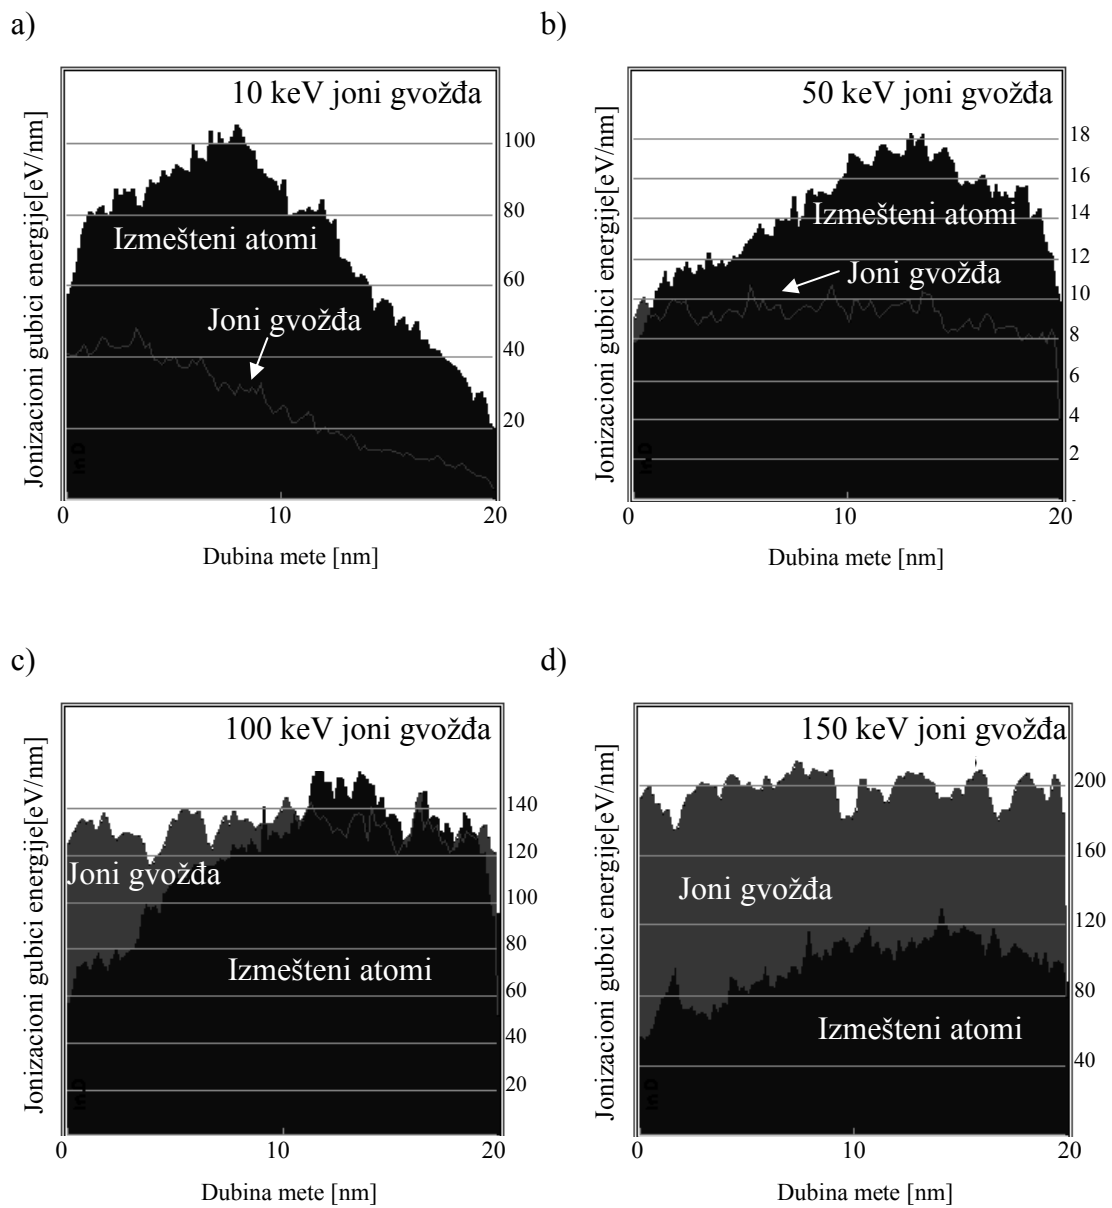 a)
10 keV joni gvožđa
Jonizacioni gubici energije[eV/nm]
100
80
60
40
20
Izmešteni atomi
Joni gvožđa
In D
0
10
20
Dubina mete [nm]
b)
50 keV joni gvožđa
Jonizacioni gubici energije[eV/nm]
18
16
14
12
10
8
6
4
2
-
Izmešteni atomi
Joni gvožđa
In D
0
10
20
Dubina mete [nm]
c)
100 keV joni gvožđa
Jonizacioni gubici energije[eV/nm]
140
120
100
80
60
40
20
Joni gvožđa
Izmešteni atomi
In D
0
10
20
Dubina mete [nm]
d)
150 keV joni gvožđa
Jonizacioni gubici energije[eV/nm]
200
160
120
80
40
Joni gvožđa
Izmešteni atomi
In D
0
10
20
Dubina mete [nm]